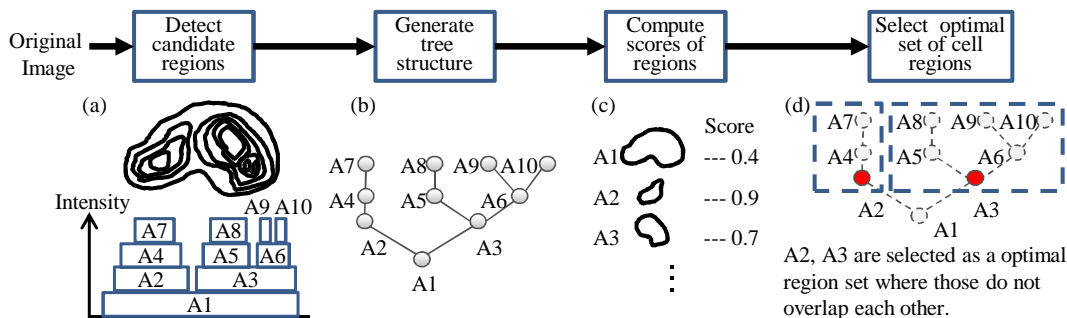 Original
Image
Detect
candidate
regions
Generate
tree
structure
Compute
scores of
regions
Select optimal
set of cell
regions
(a)
Intensity
A9 A10
A7 A8
A4 A5 A6
A2 A3
A1
(b)
A7 A8 A9 A10
A4 A5 A6
A2 A3
A1
(c)
Score
A1 --- 0.4
A2 --- 0.9
A3 --- 0.7
(d)
A7 A8 A9 A10
A4 A5 A6
A2 A3
A1
A2, A3 are selected as a optimal
region set where those do not
overlap each other.